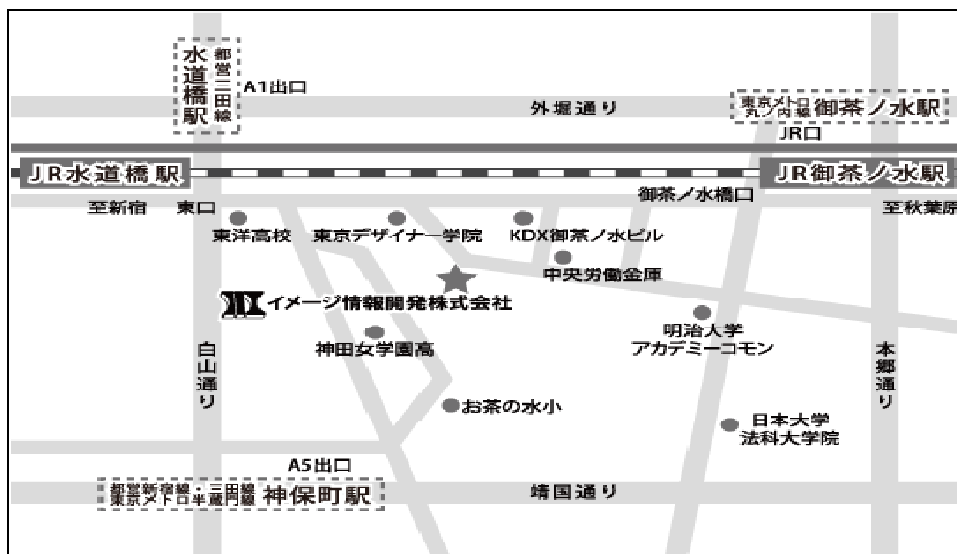 水道橋駅
都営三田線
A1出口
外堀通り
東京メトロ
丸ノ内線
御茶ノ水駅
JR口
JR水道橋駅
JR御茶ノ水駅
御茶ノ水橋口
至新宿
東口
至秋葉原
東洋高校
東京デザイナー学院
KDX御茶ノ水ビル
中央労働金庫
イメージ情報開発株式会社
明治大学
アカデミーコモン
神田女学園高
白山通り
本郷通り
お茶の水小
日本大学
法科大学院
A5出口
都営新宿線・三田線
東京メトロ半蔵門線
神保町駅
靖国通り